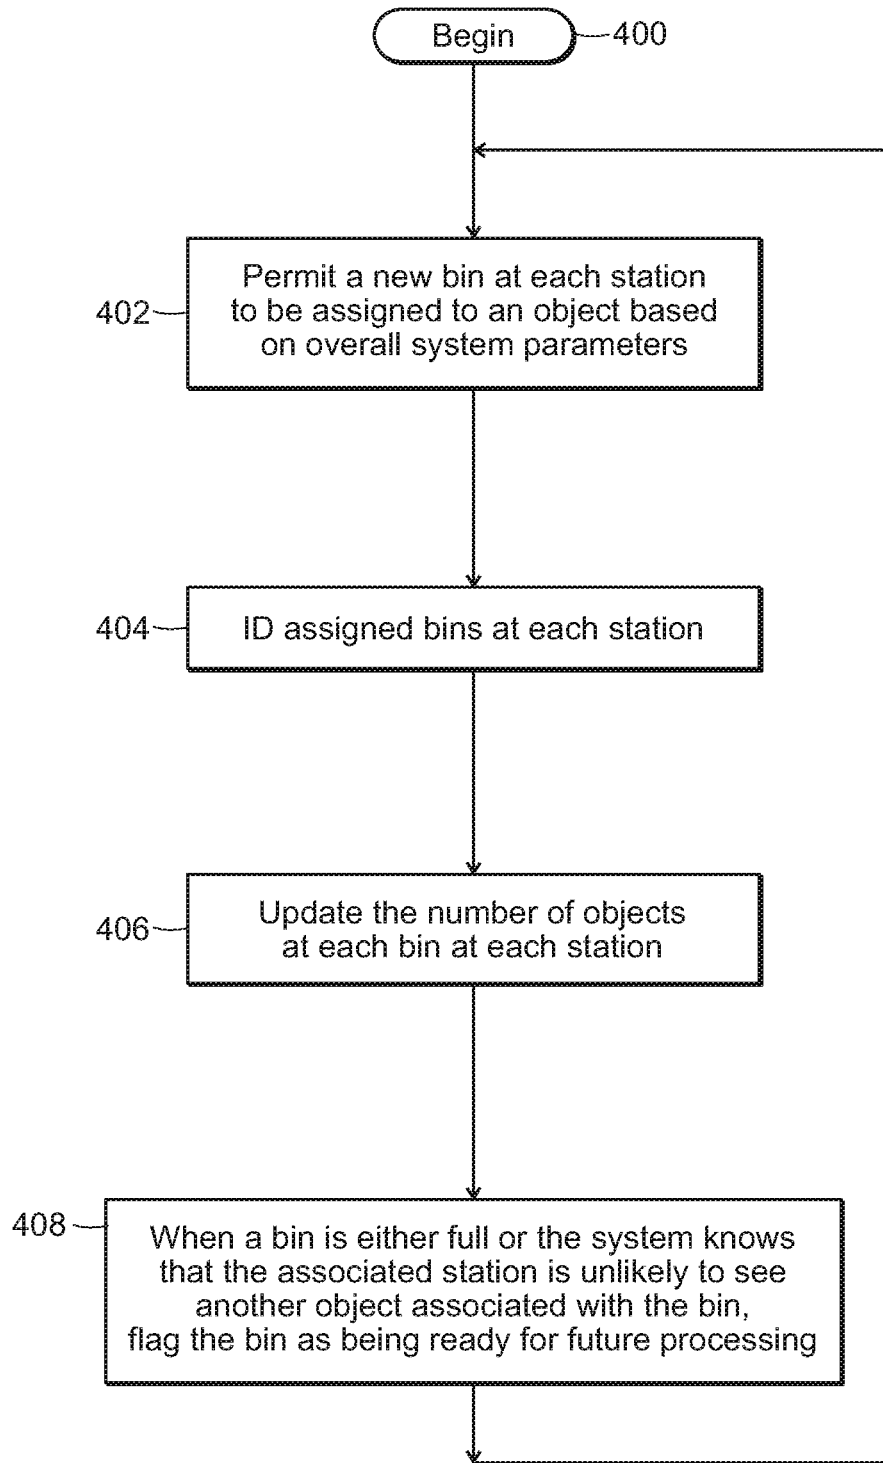 Begin
400
402
Permit a new bin at each station
to be assigned to an object based
on overall system parameters
404
ID assigned bins at each station
406
Update the number of objects
at each bin at each station
408
When a bin is either full or the system knows
that the associated station is unlikely to see
another object associated with the bin,
flag the bin as being ready for future processing